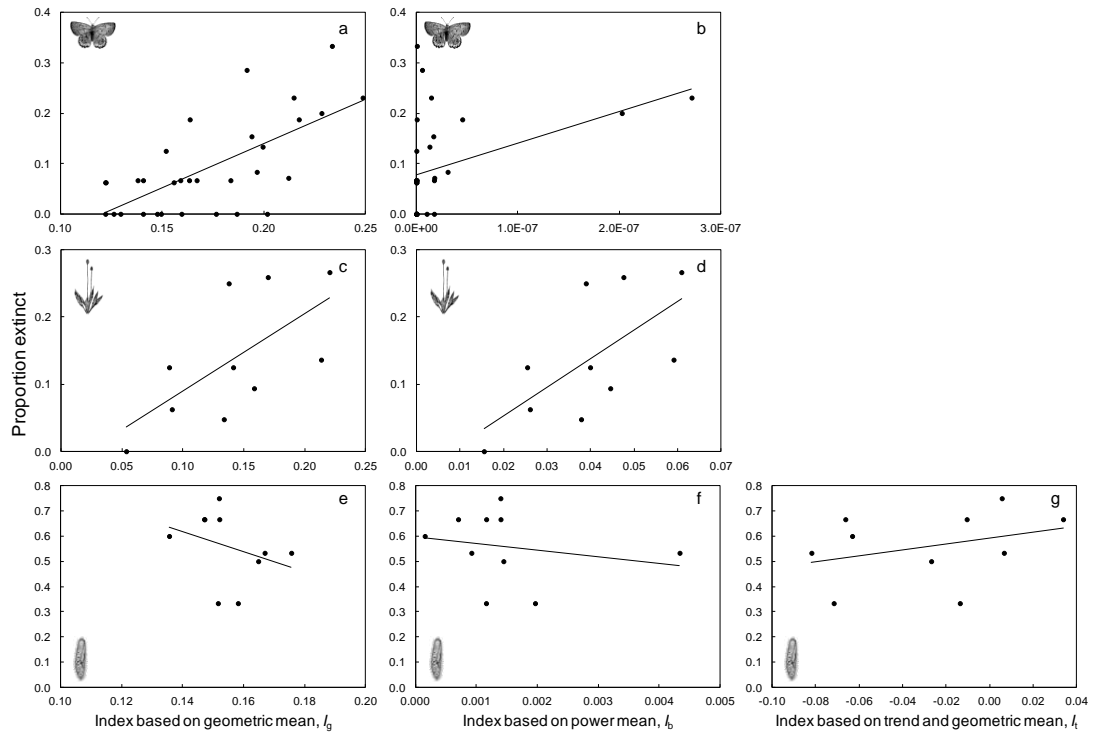 a
0.4
0.3
0.2
0.1
0.0
0.10 0.15 0.20 0.25
b
0.4
0.3
0.2
0.1
0.0
0.0E+00 1.0E-07 2.0E-07 3.0E-07
Proportion extinct
c
0.3
0.2
0.1
0.0
0.00 0.05 0.10 0.15 0.20 0.25
d
0.3
0.2
0.1
0.0
0.00 0.01 0.02 0.03 0.04 0.05 0.06 0.07
e
0.8
0.7
0.6
0.5
0.4
0.3
0.2
0.1
0.0
0.10 0.12 0.14 0.16 0.18 0.20
Index based on geometric mean, Ig
f
0.8
0.7
0.6
0.5
0.4
0.3
0.2
0.1
0.0
0.000 0.001 0.002 0.003 0.004 0.005
Index based on power mean, Ib
g
0.8
0.7
0.6
0.5
0.4
0.3
0.2
0.1
0.0
-0.10 -0.08 -0.06 -0.04 -0.02 0.00 0.02 0.04
Index based on trend and geometric mean, It